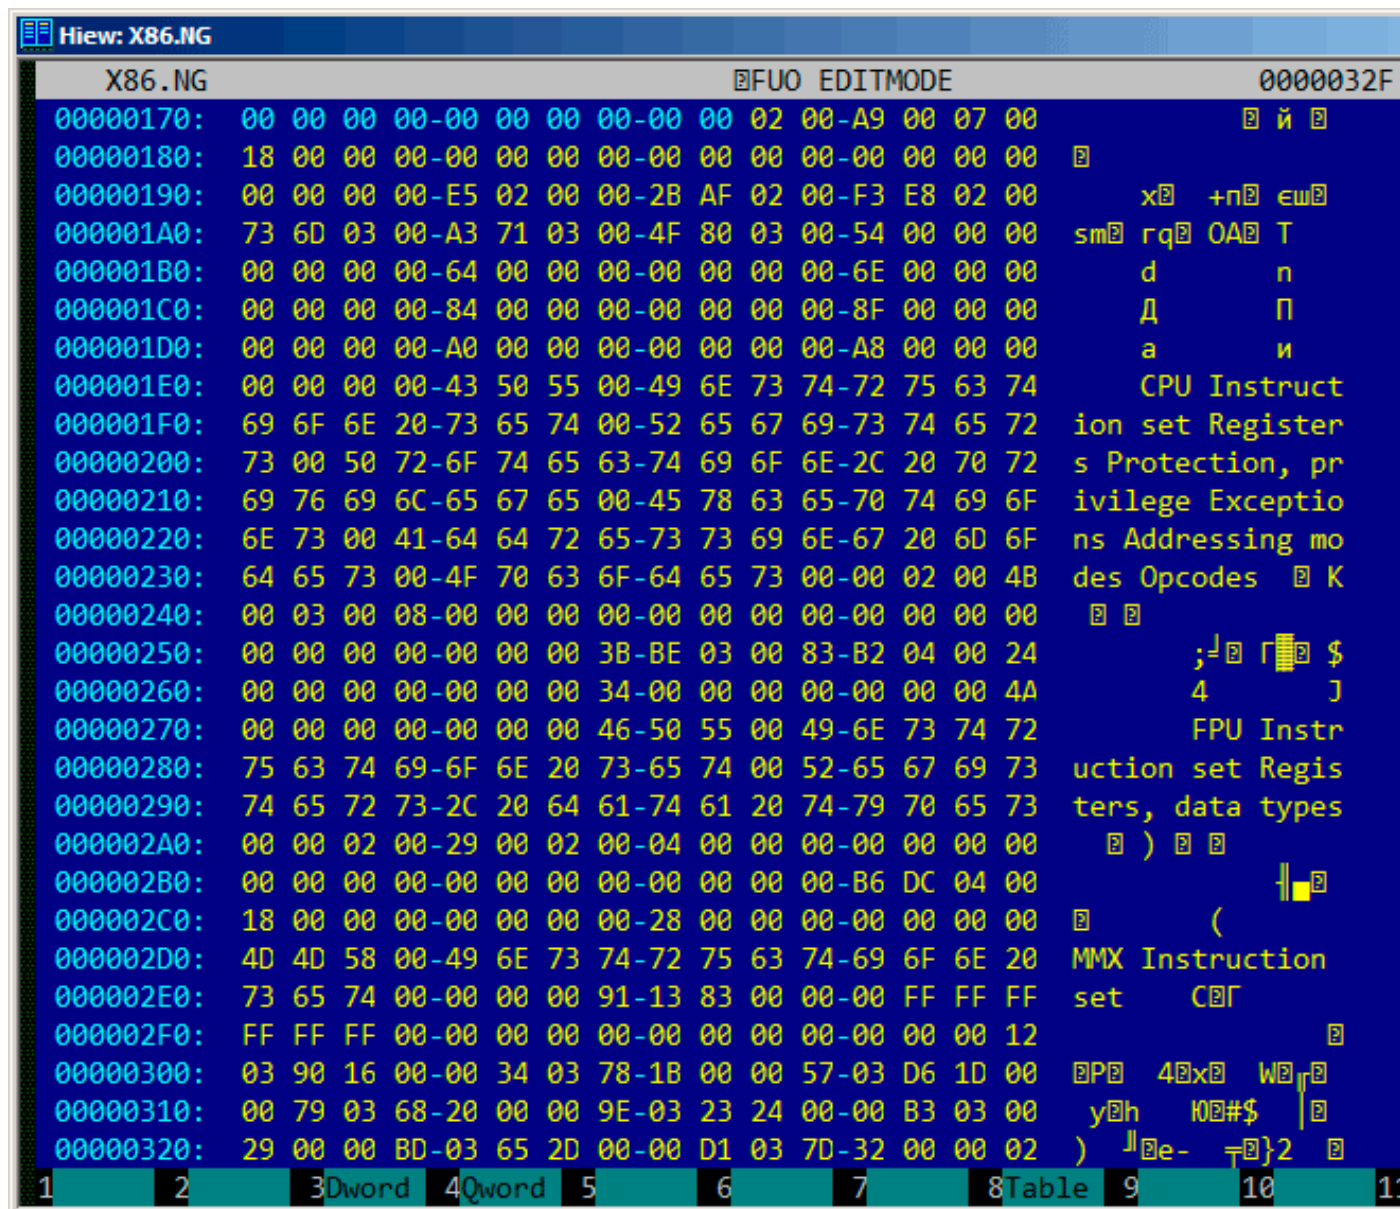 Hiew: X86.NG
X86.NG FUO EDITMODE 0000032F
00000170: 00 00 00 00-00 00 00 00-00 00 02 00-A9 00 07 00 й
00000180: 18 00 00 00-00 00 00 00-00 00 00 00-00 00 00 00
00000190: 00 00 00 00-E5 02 00 00-2B AF 02 00-F3 E8 02 00 х +п єш
000001A0: 73 6D 03 00-A3 71 03 00-4F 80 03 00-54 00 00 00 sm гq OА T
000001B0: 00 00 00 00-64 00 00 00-00 00 00 00-6E 00 00 00 d n
000001C0: 00 00 00 00-84 00 00 00-00 00 00 00-8F 00 00 00 Д П
000001D0: 00 00 00 00-A0 00 00 00-00 00 00 00-A8 00 00 00 а и
000001E0: 00 00 00 00-43 50 55 00-49 6E 73 74-72 75 63 74 CPU Instruct
000001F0: 69 6F 6E 20-73 65 74 00-52 65 67 69-73 74 65 72 ion set Register
00000200: 73 00 50 72-6F 74 65 63-74 69 6F 6E-2C 20 70 72 s Protection, pr
00000210: 69 76 69 6C-65 67 65 00-45 78 63 65-70 74 69 6F ivilege Exceptio
00000220: 6E 73 00 41-64 64 72 65-73 73 69 6E-67 20 6D 6F ns Addressing mo
00000230: 64 65 73 00-4F 70 63 6F-64 65 73 00-00 02 00 4B des Opcodes K
00000240: 00 03 00 08-00 00 00 00-00 00 00 00-00 00 00 00
00000250: 00 00 00 00-00 00 00 3B-BE 03 00 83-B2 04 00 24 ;╛ Г▓ $
00000260: 00 00 00 00-00 00 00 34-00 00 00 00-00 00 00 4A 4 J
00000270: 00 00 00 00-00 00 00 46-50 55 00 49-6E 73 74 72 FPU Instr
00000280: 75 63 74 69-6F 6E 20 73-65 74 00 52-65 67 69 73 uction set Regis
00000290: 74 65 72 73-2C 20 64 61-74 61 20 74-79 70 65 73 ters, data types
000002A0: 00 00 02 00-29 00 02 00-04 00 00 00-00 00 00 00 )
000002B0: 00 00 00 00-00 00 00 00-00 00 00 00-B6 DC 04 00 ╢▄
000002C0: 18 00 00 00-00 00 00 00-28 00 00 00-00 00 00 00 (
000002D0: 4D 4D 58 00-49 6E 73 74-72 75 63 74-69 6F 6E 20 MMX Instruction
000002E0: 73 65 74 00-00 00 00 91-13 83 00 00-00 FF FF FF set С Г
000002F0: FF FF FF 00-00 00 00 00-00 00 00 00-00 00 00 12
00000300: 03 90 16 00-00 34 03 78-1B 00 00 57-03 D6 1D 00 Р 4 x W ╓
00000310: 00 79 03 68-20 00 00 9E-03 23 24 00-00 B3 03 00 y h Ю #$ │
00000320: 29 00 00 BD-03 65 2D 00-00 D1 03 7D-32 00 00 02 ) ╜ e- ╤ }2
1 2 3Dword 4Qword 5 6 7 8Table 9 10